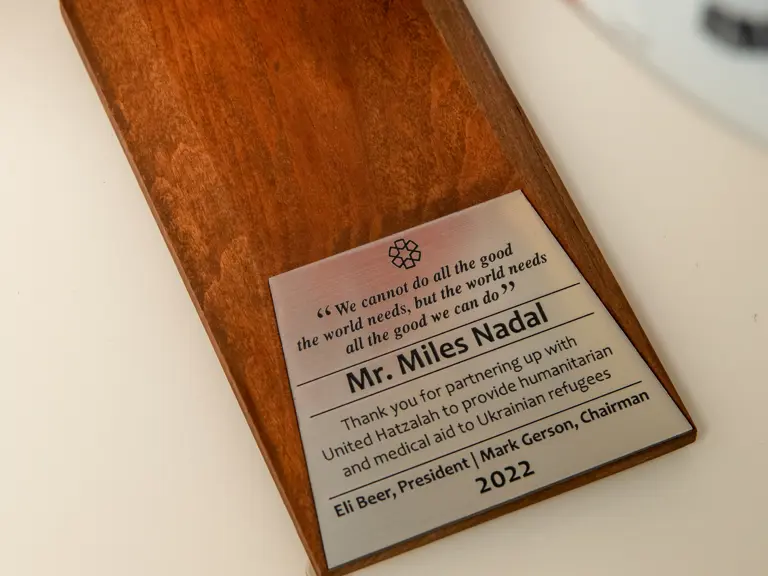 “ We cannot do all the good
the world needs, but the world needs
all the good we can do ”
Mr. Miles Nadal
Thank you for partnering up with
United Hatzalah to provide humanitarian
and medical aid to Ukrainian refugees
Eli Beer, President | Mark Gerson, Chairman
2022